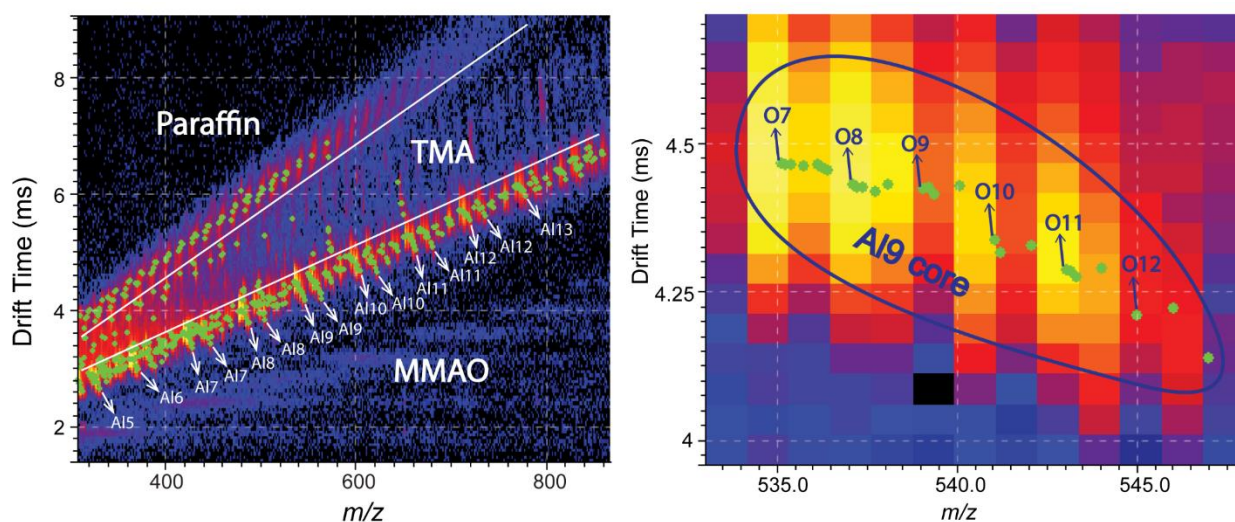 Paraffin
TMA
MMAO
Al5
Al6
Al7
Al7
Al8
Al8
Al9
Al9
Al10
Al10
Al11
Al11
Al12
Al12
Al13
Drift Time (ms)
8
6
4
2
400
600
800
m/z
O7
O8
O9
O10
O11
O12
Al9 core
Drift Time (ms)
4.5
4.25
4
535.0
540.0
545.0
m/z